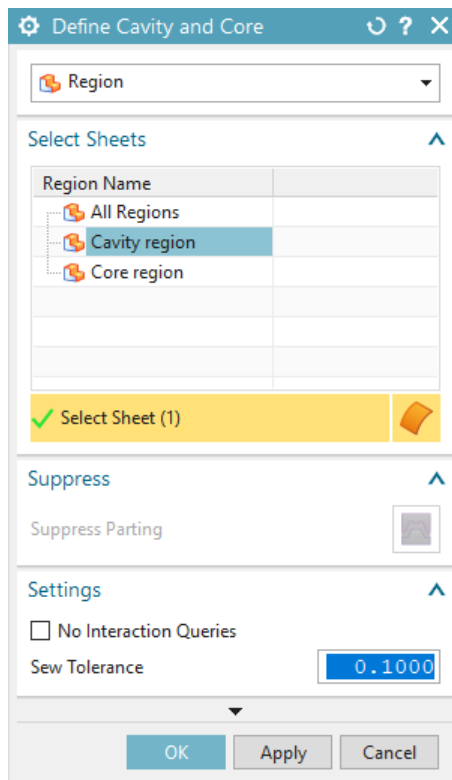 Define Cavity and Core ?
Region
Select Sheets
Region Name
All Regions
Cavity region
Core region
Select Sheet (1)
Suppress
Suppress Parting
Settings
No Interaction Queries
Sew Tolerance 0.1000
OK Apply Cancel